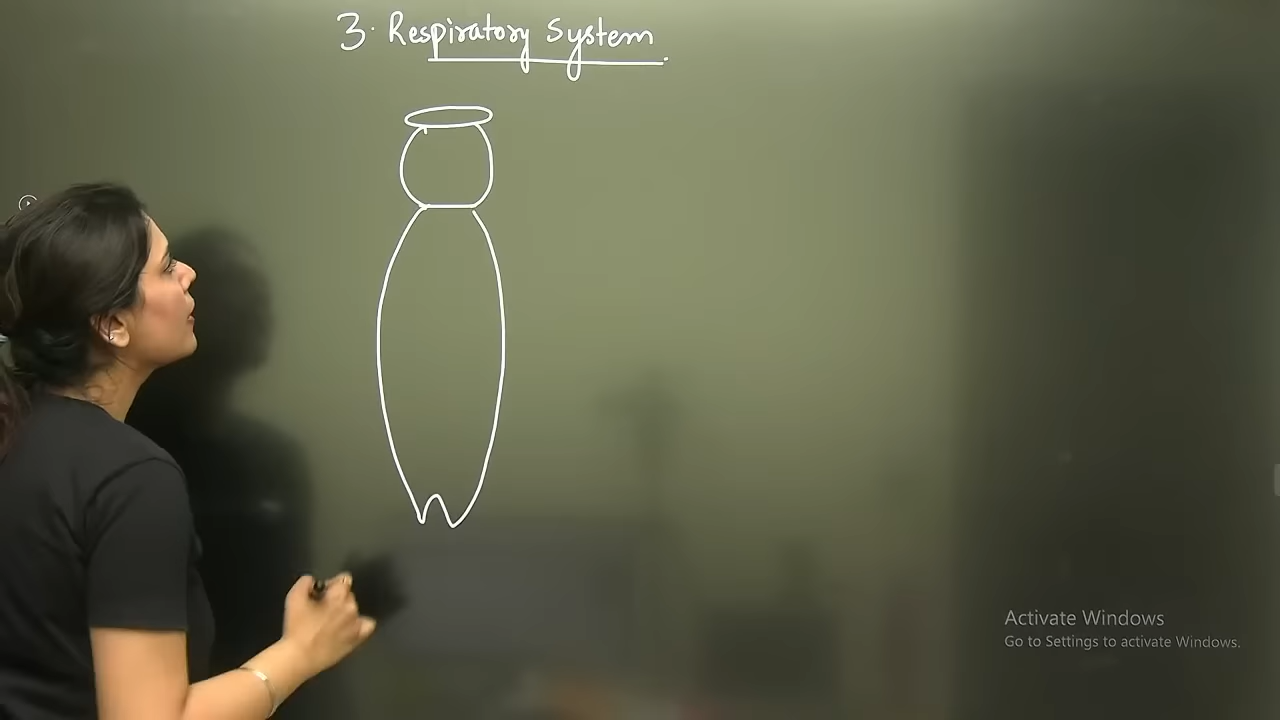 3. Respiratory System
Activate Windows
Go to Settings to activate Windows.